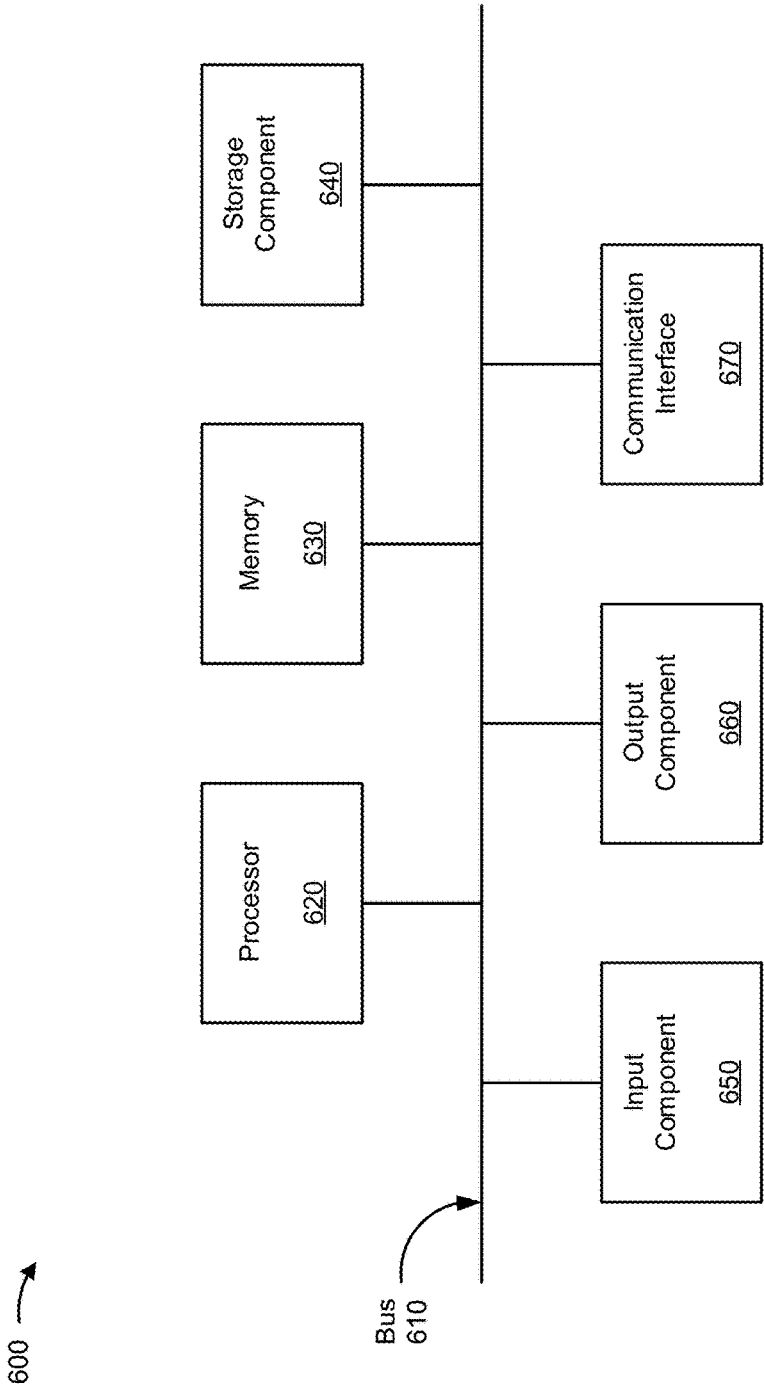 600
Bus
610
Processor
620
Memory
630
Storage
Component
640
Input
Component
650
Output
Component
660
Communication
Interface
670